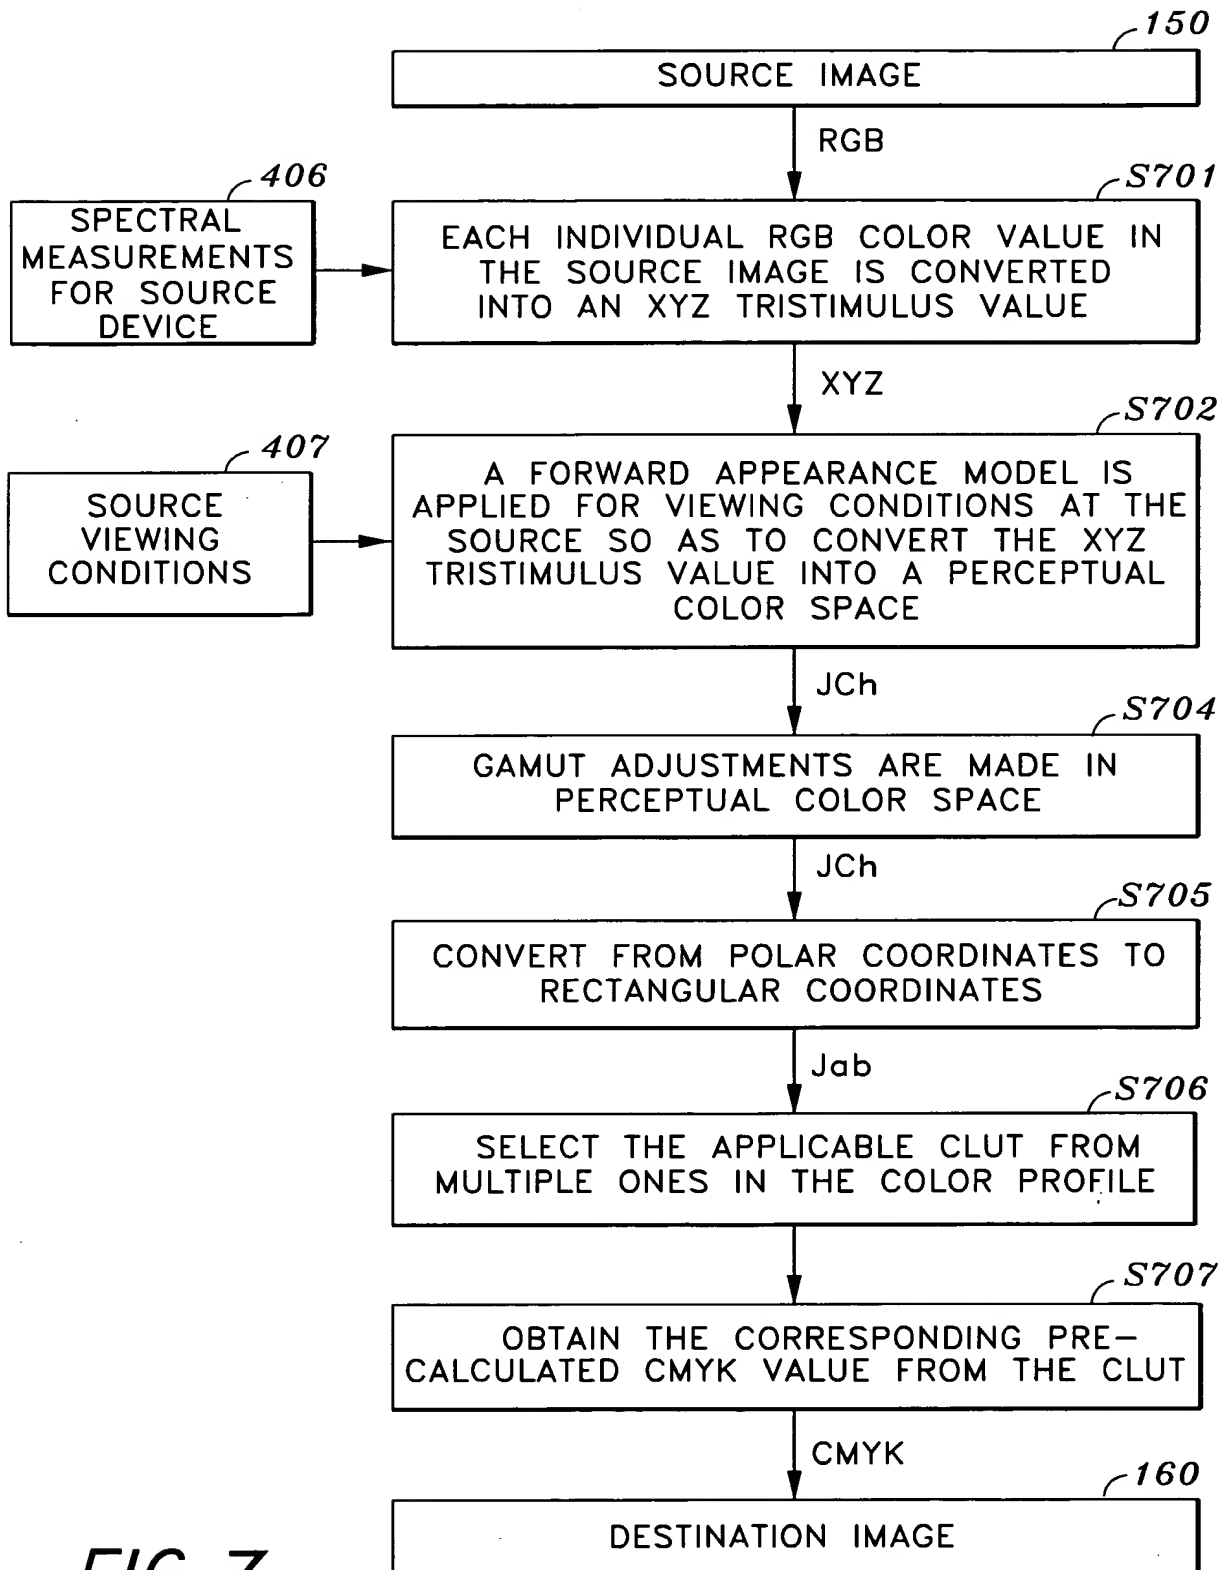 150
SOURCE IMAGE
RGB
406
SPECTRAL
MEASUREMENTS
FOR SOURCE
DEVICE
S701
EACH INDIVIDUAL RGB COLOR VALUE IN
THE SOURCE IMAGE IS CONVERTED
INTO AN XYZ TRISTIMULUS VALUE
XYZ
407
SOURCE
VIEWING
CONDITIONS
S702
A FORWARD APPEARANCE MODEL IS
APPLIED FOR VIEWING CONDITIONS AT THE
SOURCE SO AS TO CONVERT THE XYZ
TRISTIMULUS VALUE INTO A PERCEPTUAL
COLOR SPACE
JCh
S704
GAMUT ADJUSTMENTS ARE MADE IN
PERCEPTUAL COLOR SPACE
JCh
S705
CONVERT FROM POLAR COORDINATES TO
RECTANGULAR COORDINATES
Jab
S706
SELECT THE APPLICABLE CLUT FROM
MULTIPLE ONES IN THE COLOR PROFILE
S707
OBTAIN THE CORRESPONDING PRE-
CALCULATED CMYK VALUE FROM THE CLUT
CMYK
160
DESTINATION IMAGE
FIG. 7